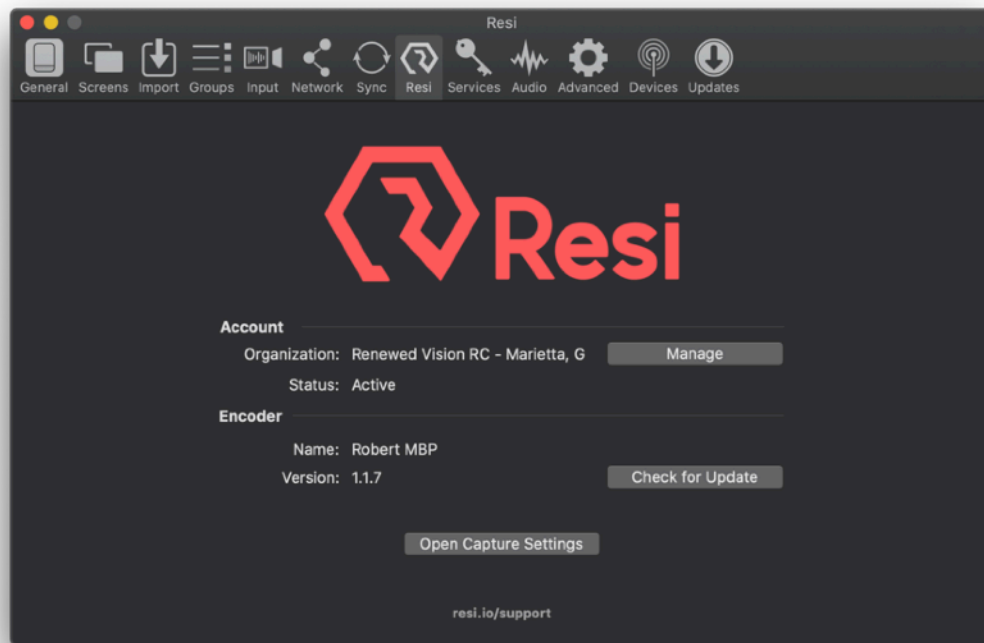 Resi
General Screens Import Groups Input Network Sync Resi Services Audio Advanced Devices Updates
Resi
Account
Organization: Renewed Vision RC - Marietta, G Manage
Status: Active
Encoder
Name: Robert MBP
Version: 1.1.7 Check for Update
Open Capture Settings
resi.io/support